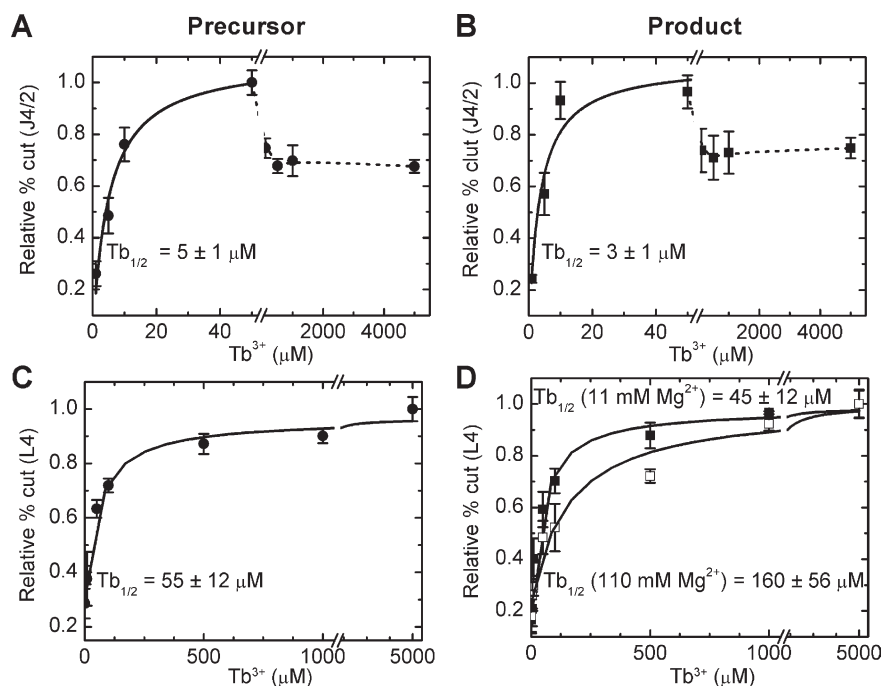 A Precursor
B Product
Relative % cut (J4/2)
1.0
0.8
0.6
0.4
0.2
Tb1/2 = 5 ± 1 μM
0 20 40 2000 4000
Tb3+ (μM)
Relative % clut (J4/2)
1.0
0.8
0.6
0.4
0.2
Tb1/2 = 3 ± 1 μM
0 20 40 2000 4000
Tb3+ (μM)
C
Relative % cut (L4)
1.0
0.8
0.6
0.4
0.2
Tb1/2 = 55 ± 12 μM
0 500 1000 5000
Tb3+ (μM)
D
Relative % cut (L4)
1.0
0.8
0.6
0.4
0.2
Tb1/2 (11 mM Mg2+) = 45 ± 12 μM
Tb1/2 (110 mM Mg2+) = 160 ± 56 μM
0 500 1000 5000
Tb3+ (μM)